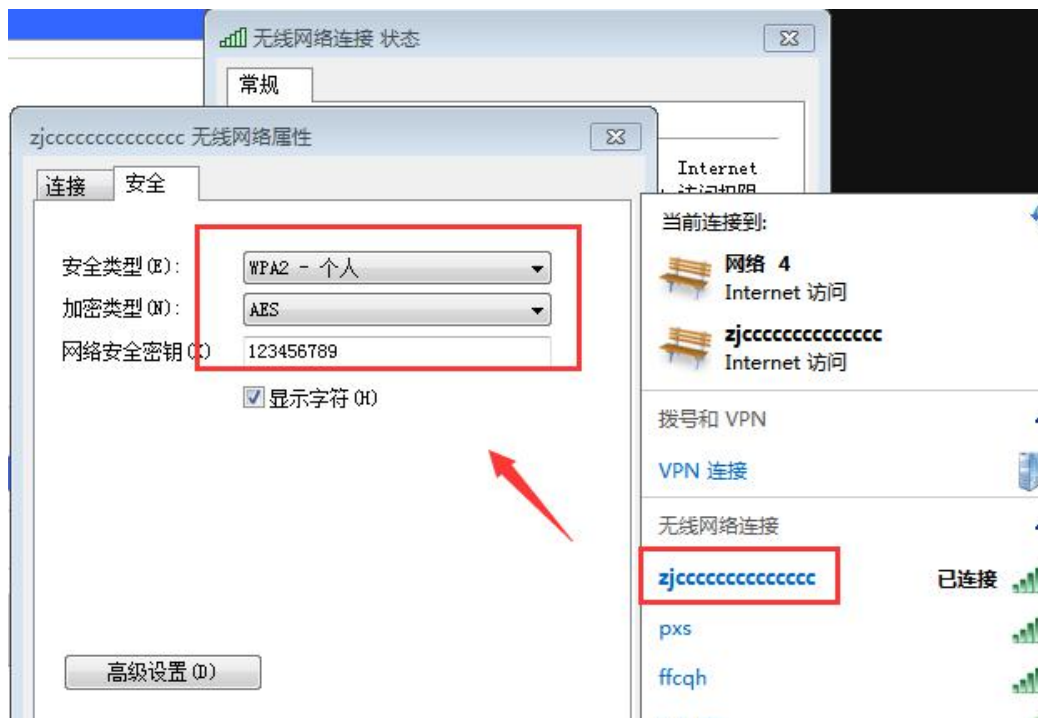 无线网络连接 状态
常规
Internet
zjcccccccccccccc 无线网络属性
连接
安全
安全类型(E):
WPA2 - 个人
加密类型(N):
AES
网络安全密钥(K)
123456789
显示字符(H)
高级设置(D)
当前连接到:
网络 4
Internet 访问
zjcccccccccccccc
Internet 访问
拨号和 VPN
VPN 连接
无线网络连接
zjcccccccccccccc
已连接
pxs
ffcqh